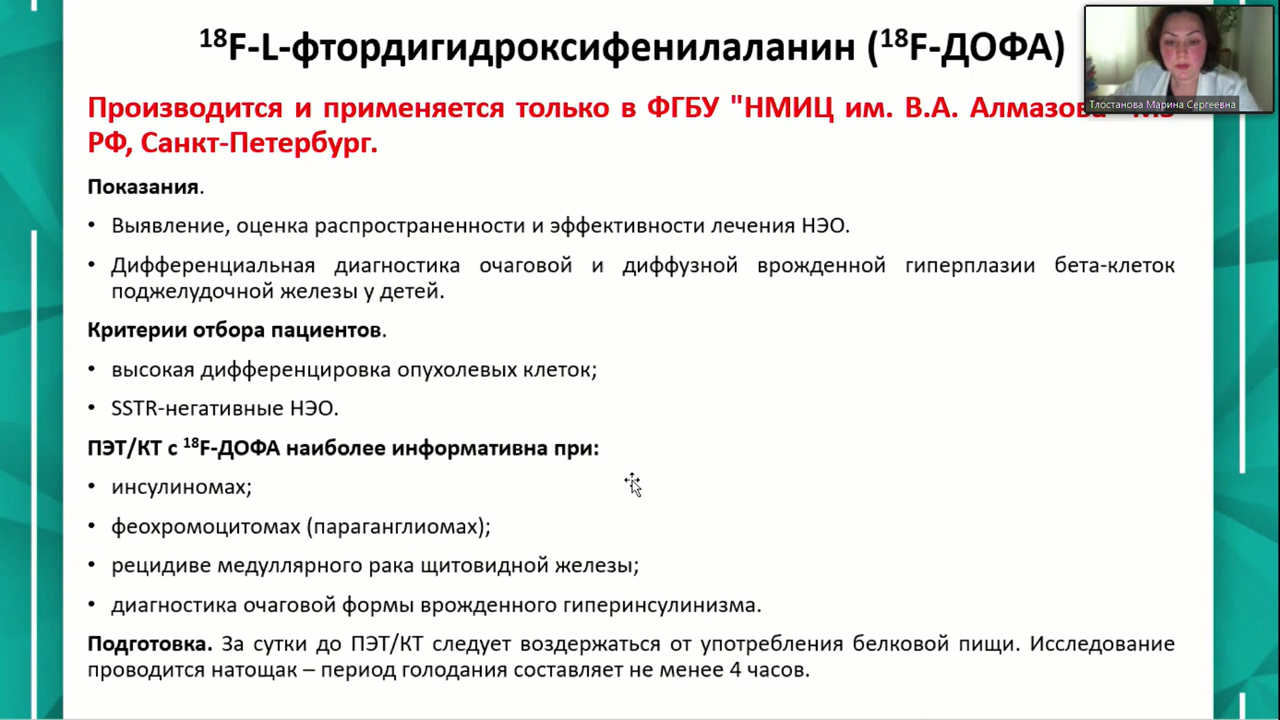 ¹⁸F-L-фтордигидроксифенилаланин (¹⁸F-ДОФА)
Тлостанова Марина Сергеевна
Производится и применяется только в ФГБУ "НМИЦ им. В.А. Алмазова"
РФ, Санкт-Петербург.
Показания.
• Выявление, оценка распространенности и эффективности лечения НЭО.
• Дифференциальная диагностика очаговой и диффузной врожденной гиперплазии бета-клеток
поджелудочной железы у детей.
Критерии отбора пациентов.
• высокая дифференцировка опухолевых клеток;
• SSTR-негативные НЭО.
ПЭТ/КТ с ¹⁸F-ДОФА наиболее информативна при:
• инсулиномах;
• феохромоцитомах (параганглиомах);
• рецидиве медуллярного рака щитовидной железы;
• диагностика очаговой формы врожденного гиперинсулинизма.
Подготовка. За сутки до ПЭТ/КТ следует воздержаться от употребления белковой пищи. Исследование
проводится натощак – период голодания составляет не менее 4 часов.